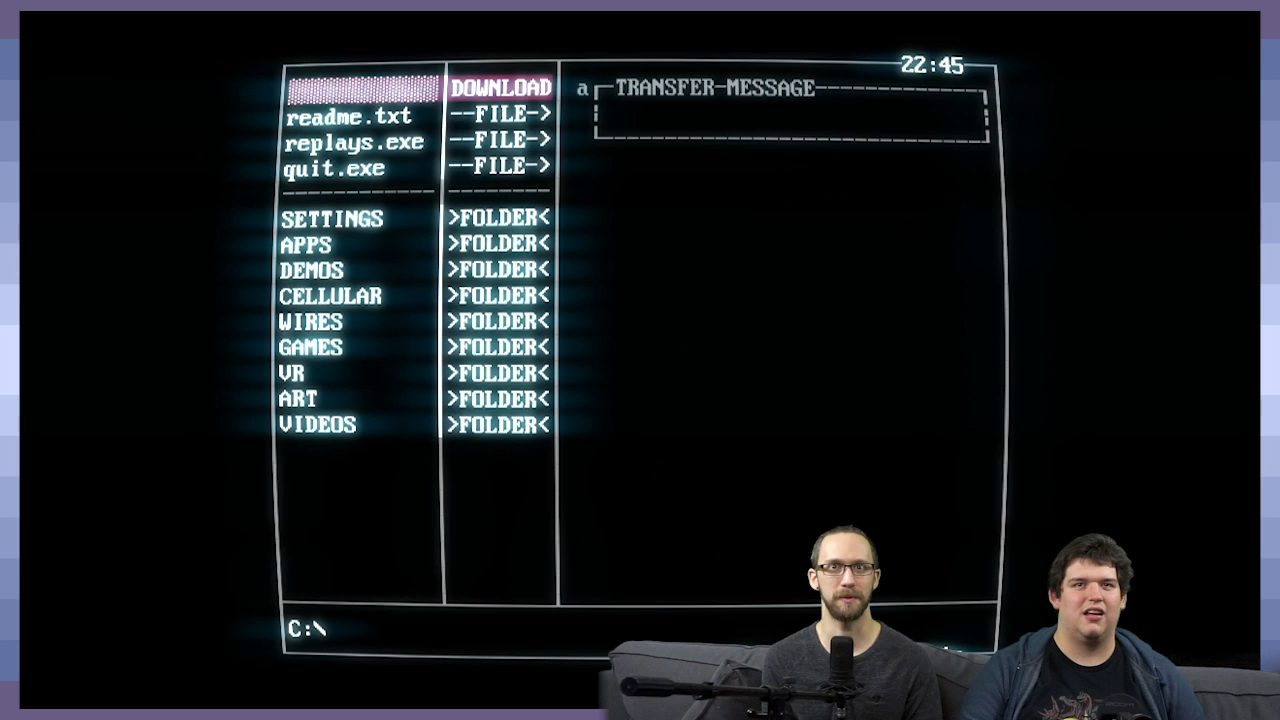 22:45
DOWNLOAD
a TRANSFER-MESSAGE
readme.txt --FILE->
replays.exe --FILE->
quit.exe --FILE->
SETTINGS >FOLDER<
APPS >FOLDER<
DEMOS >FOLDER<
CELLULAR >FOLDER<
WIRES >FOLDER<
GAMES >FOLDER<
VR >FOLDER<
ART >FOLDER<
VIDEOS >FOLDER<
C:\